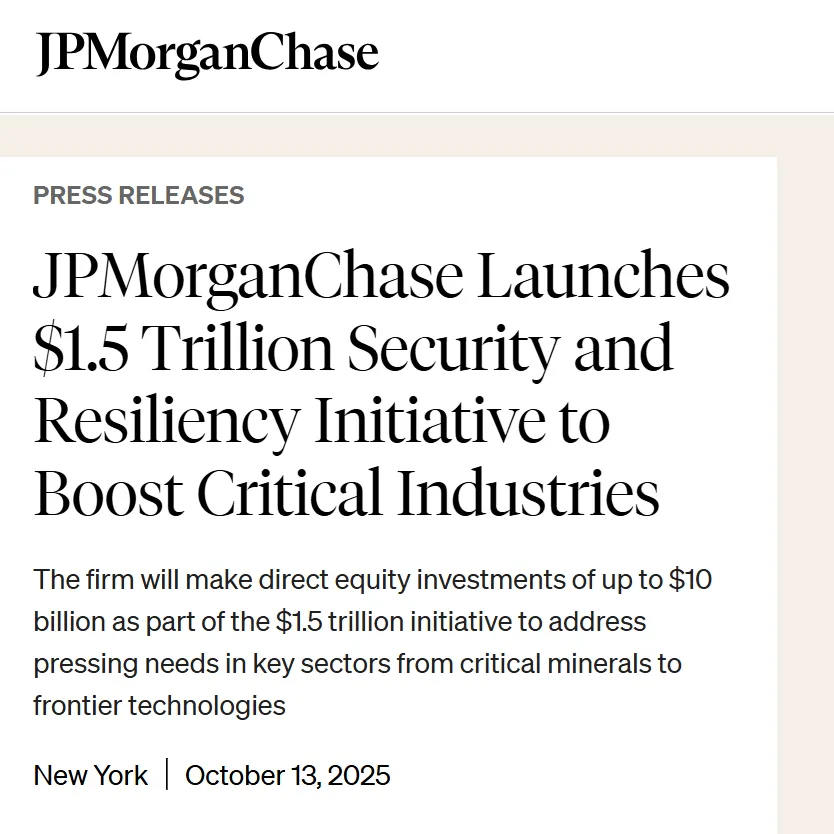 JPMorganChase
PRESS RELEASES
JPMorganChase Launches
$1.5 Trillion Security and
Resiliency Initiative to
Boost Critical Industries
The firm will make direct equity investments of up to $10
billion as part of the $1.5 trillion initiative to address
pressing needs in key sectors from critical minerals to
frontier technologies
New York | October 13, 2025